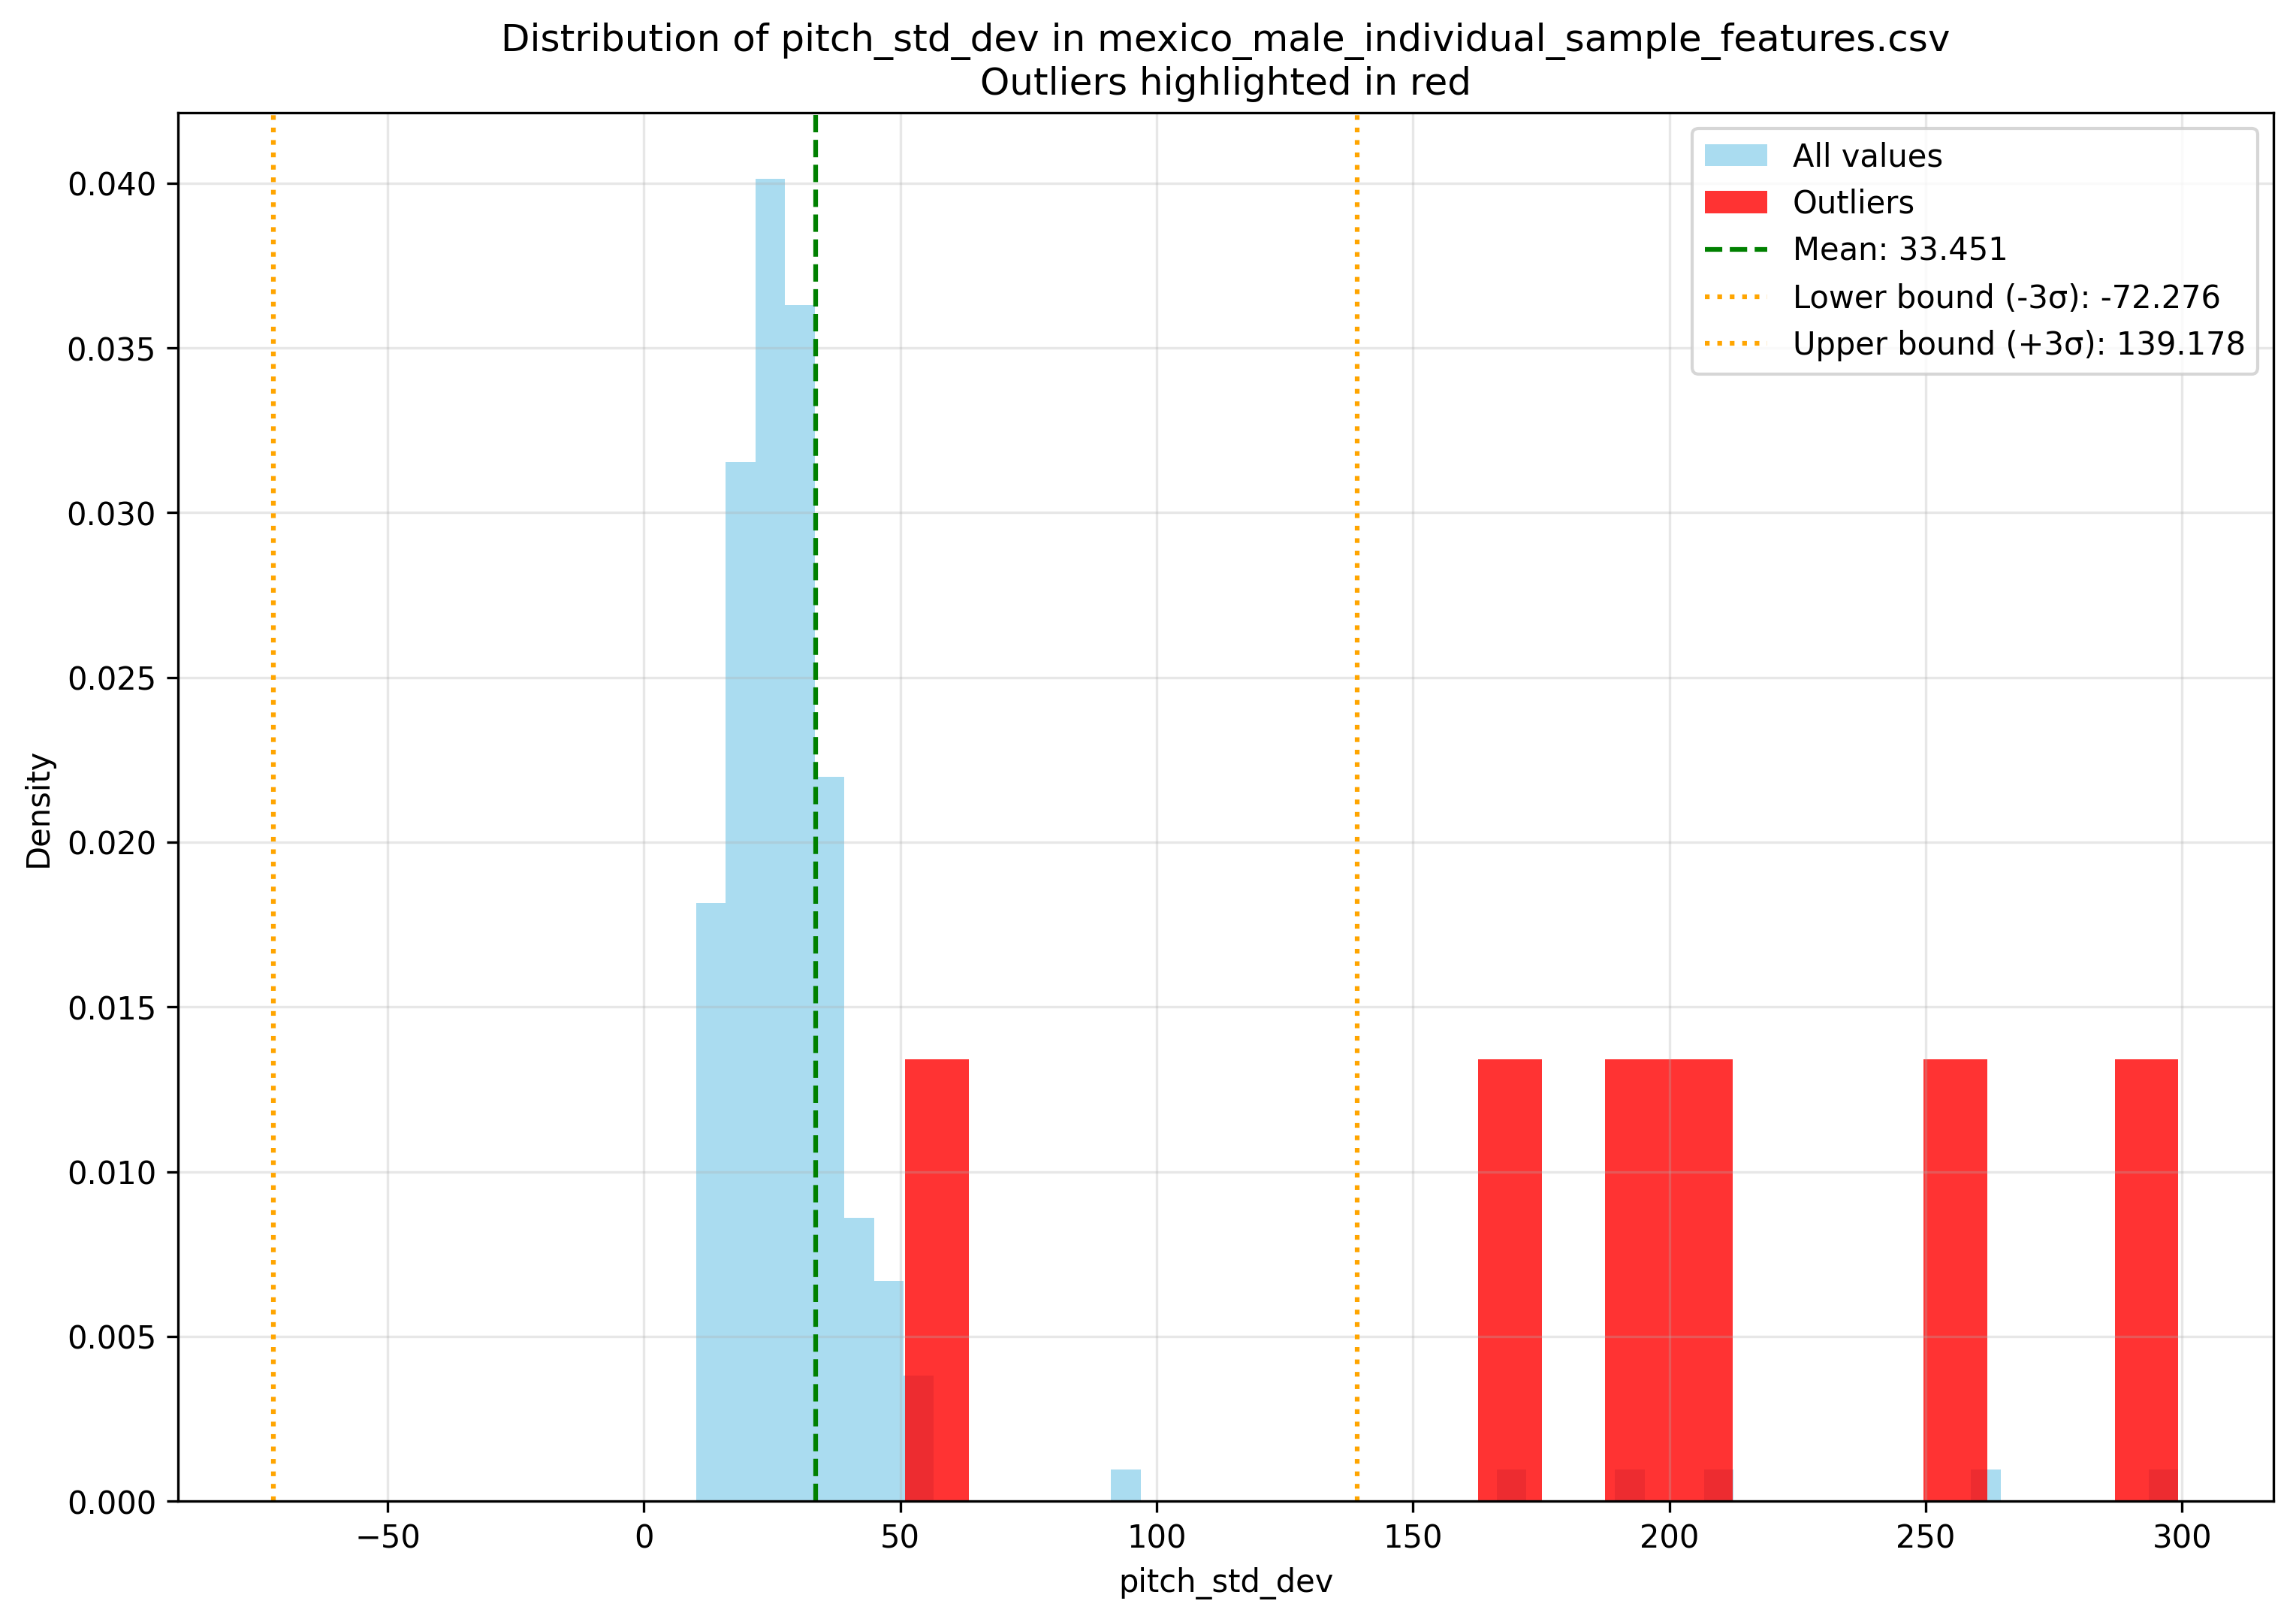 Distribution of pitch_std_dev in mexico_male_individual_sample_features.csv
Outliers highlighted in red
All values
Outliers
Mean: 33.451
Lower bound (-3σ): -72.276
Upper bound (+3σ): 139.178
0.040
0.035
0.030
0.025
0.020
0.015
0.010
0.005
0.000
Density
−50
0
50
100
150
200
250
300
pitch_std_dev